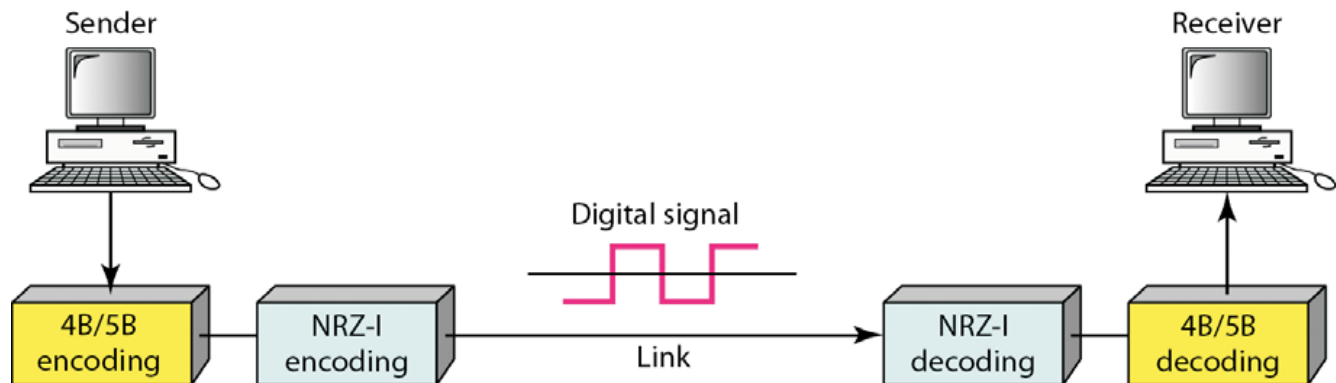 Sender
Receiver
Digital signal
4B/5B
encoding
NRZ-I
encoding
Link
NRZ-I
decoding
4B/5B
decoding